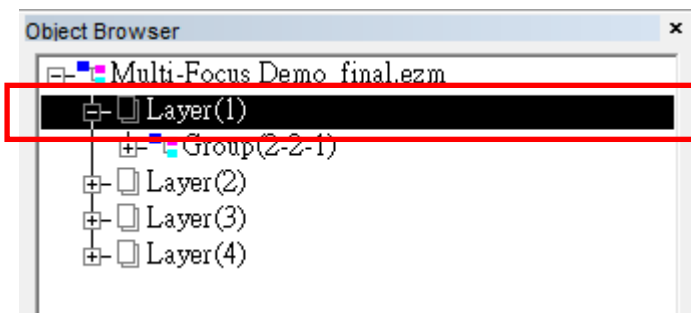 Object Browser
Multi-Focus Demo_final.ezm
Layer(1)
Group(2-2-1)
Layer(2)
Layer(3)
Layer(4)